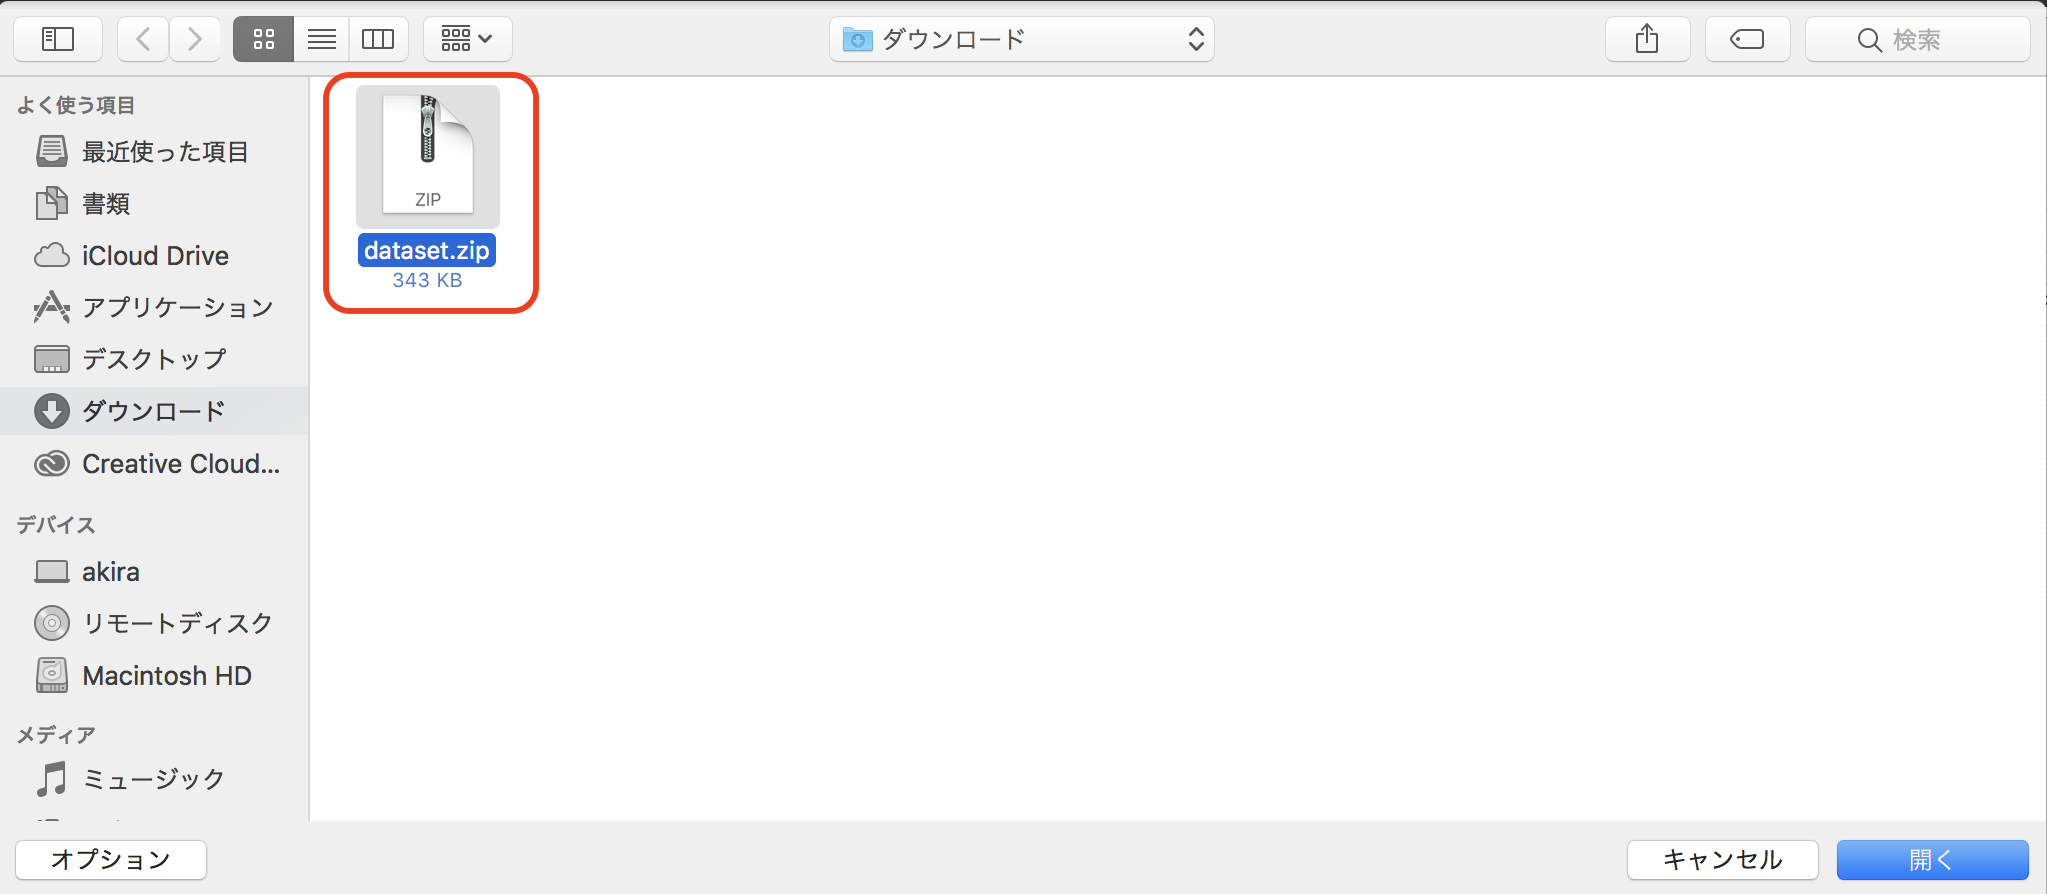 ダウンロード
検索
よく使う項目
最近使った項目
書類
iCloud Drive
アプリケーション
デスクトップ
ダウンロード
Creative Cloud...
デバイス
akira
リモートディスク
Macintosh HD
メディア
ミュージック
ZIP
dataset.zip
343 KB
オプション
キャンセル
開く